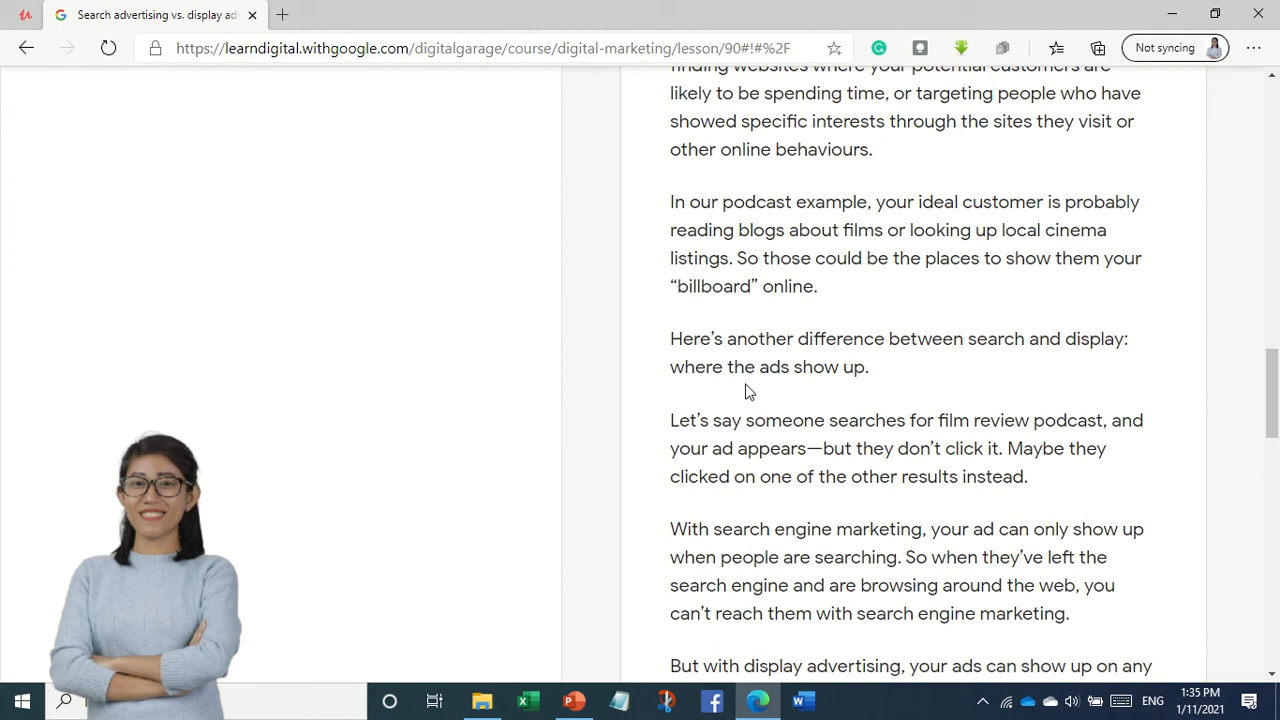 Search advertising vs. display ad
https://learndigital.withgoogle.com/digitalgarage/course/digital-marketing/lesson/90#!#%2F
Not syncing
finding websites where your potential customers are
likely to be spending time, or targeting people who have
showed specific interests through the sites they visit or
other online behaviours.
In our podcast example, your ideal customer is probably
reading blogs about films or looking up local cinema
listings. So those could be the places to show them your
“billboard” online.
Here’s another difference between search and display:
where the ads show up.
Let’s say someone searches for film review podcast, and
your ad appears—but they don’t click it. Maybe they
clicked on one of the other results instead.
With search engine marketing, your ad can only show up
when people are searching. So when they’ve left the
search engine and are browsing around the web, you
can’t reach them with search engine marketing.
But with display advertising, your ads can show up on any
ENG
1:35 PM
1/11/2021